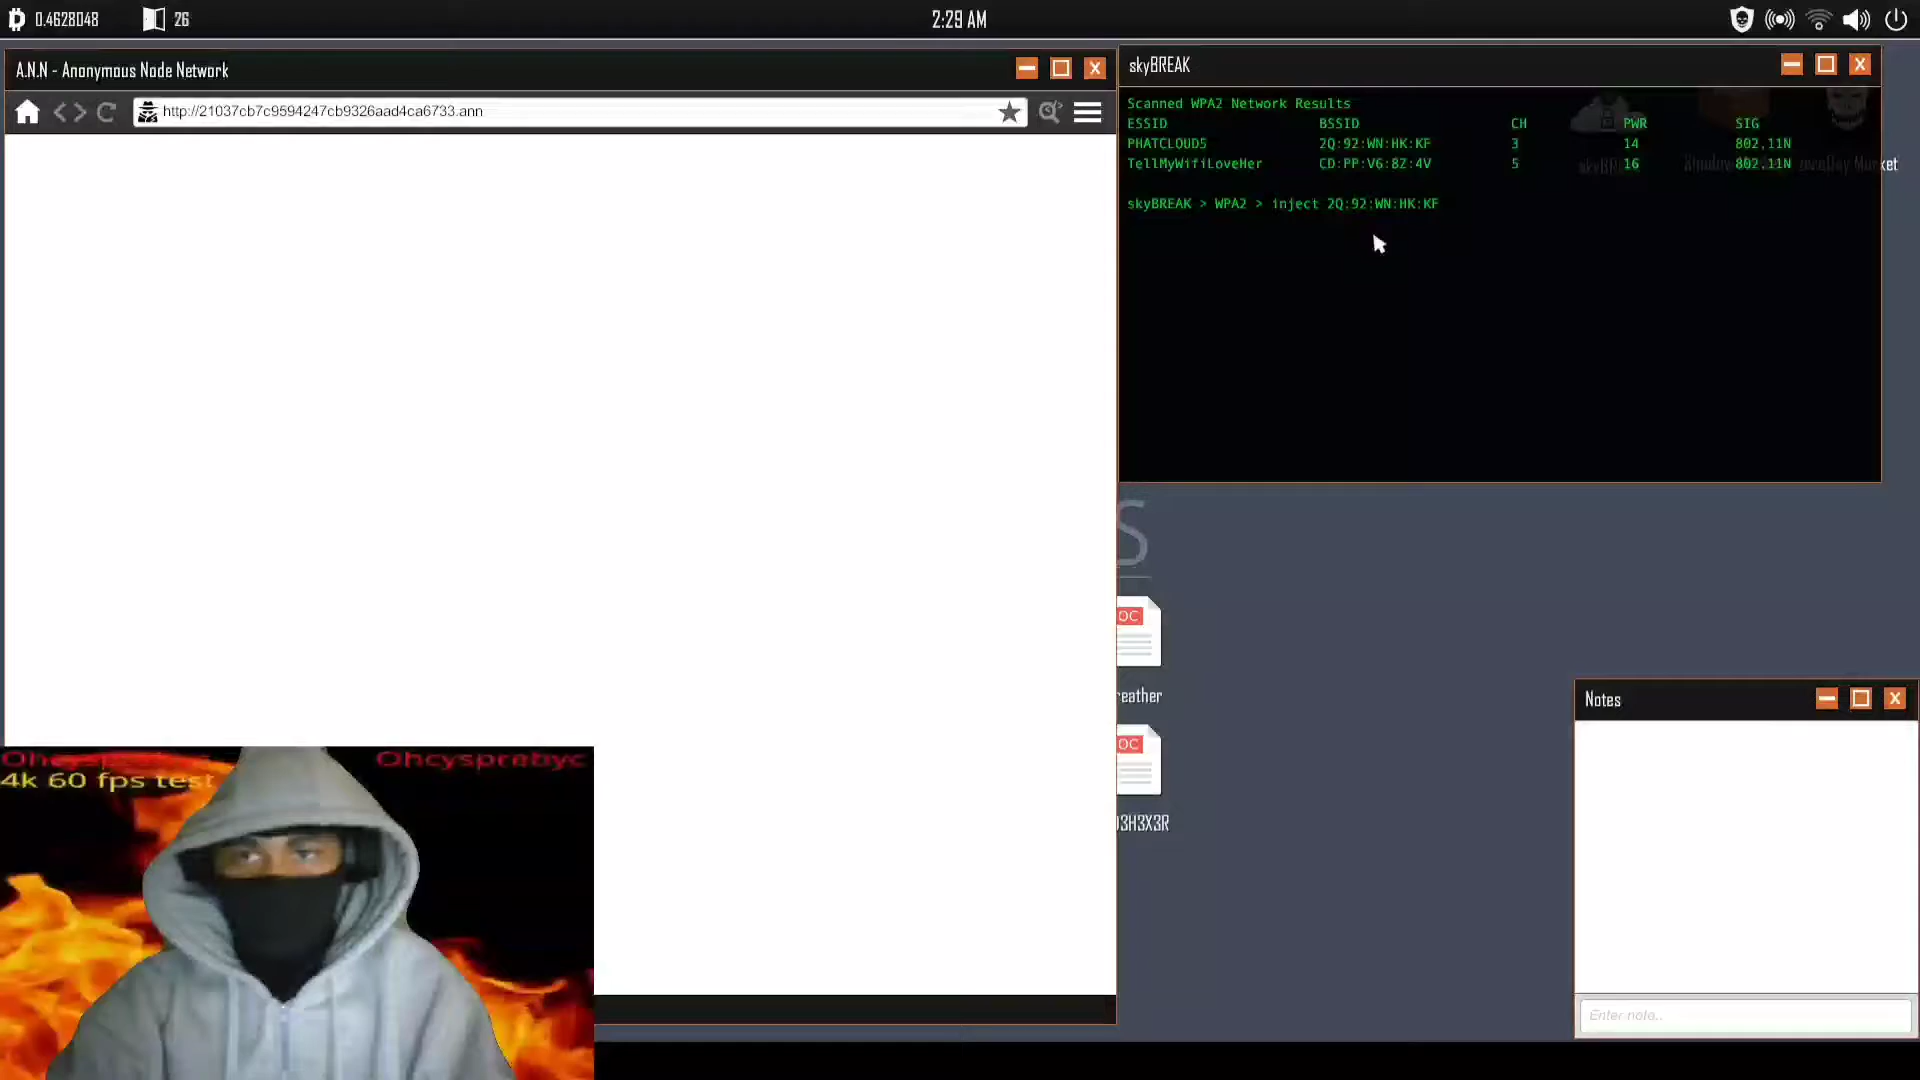 0.4628048
26
2:29 AM
A.N.N - Anonymous Node Network
http://21037cb7c9594247cb9326aad4ca6733.ann
skyBREAK
Scanned WPA2 Network Results
ESSID BSSID CH PWR SIG
PHATCLOUD5 2Q:92:WN:HK:KF 3 14 802.11N
TellMyWifiLoveHer CD:PP:V6:8Z:4V 5 16 802.11N
skyBREAK > WPA2 > inject 2Q:92:WN:HK:KF
S
OC
reather
OC
03H3X3R
Notes
Enter note..
Ohcysprebyc
4k 60 fps test